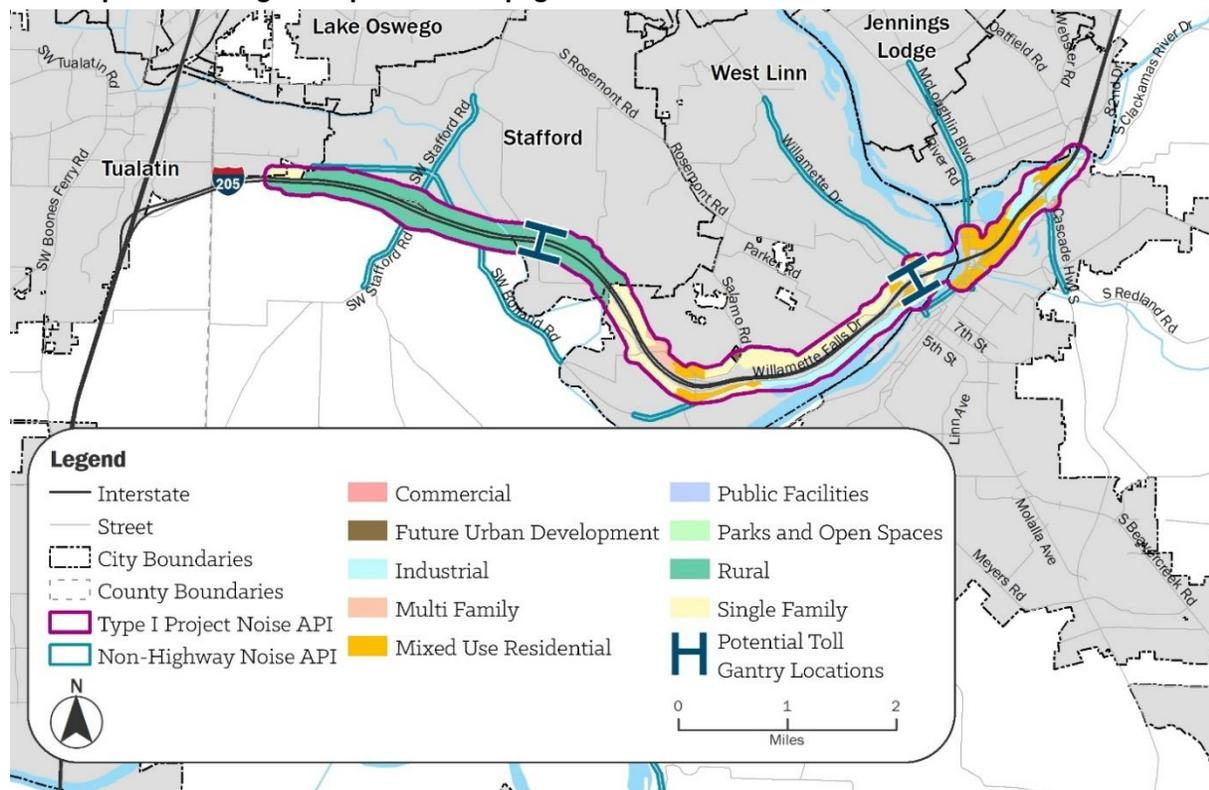 Lake Oswego
Jennings
Lodge
West Linn
Stafford
Tualatin
205
SW Tualatin Rd
SW Boones Ferry Rd
SW Stafford Rd
SW Stafford Rd
S Rosemont Rd
Rosemont Rd
SW Borland Rd
Parker Rd
Salamo Rd
Willamette Dr
Willamette Falls Dr
McLoughlin Blvd
River Rd
Oatfield Rd
Webster Rd
82nd Dr
S Clackamas River Dr
Cascade Hwy S
S Redland Rd
7th St
5th St
Linn Ave
Molalla Ave
Meyers Rd
S Beavercreek Rd
Legend
Interstate
Street
City Boundaries
County Boundaries
Type I Project Noise API
Non-Highway Noise API
Commercial
Future Urban Development
Industrial
Multi Family
Mixed Use Residential
Public Facilities
Parks and Open Spaces
Rural
Single Family
Potential Toll
Gantry Locations
N
0 1 2
Miles